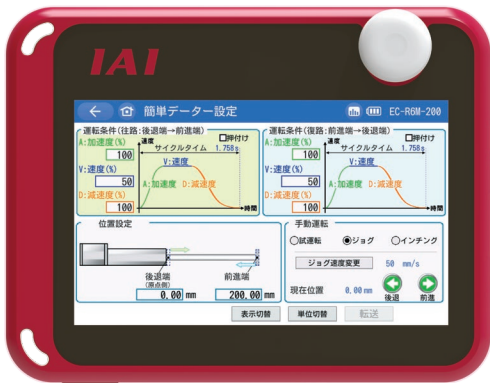 IAI
簡単データー設定
EC-R6M-200
運転条件(往路:後退端→前進端)
A:加速度(%)
100
V:速度(%)
50
D:減速度(%)
100
速度
□押付け
サイクルタイム 1.758s
V:速度
A:加速度 D:減速度
時間
運転条件(復路:前進端→後退端)
A:加速度(%)
100
V:速度(%)
50
D:減速度(%)
100
速度
□押付け
サイクルタイム 1.758s
V:速度
A:加速度 D:減速度
時間
位置設定
後退端
(原点側)
0.00 mm
前進端
200.00 mm
手動運転
○試運転 ◉ジョグ ○インチング
ジョグ速度変更 50 mm/s
現在位置 0.00 mm
後退 前進
表示切替 単位切替 転送